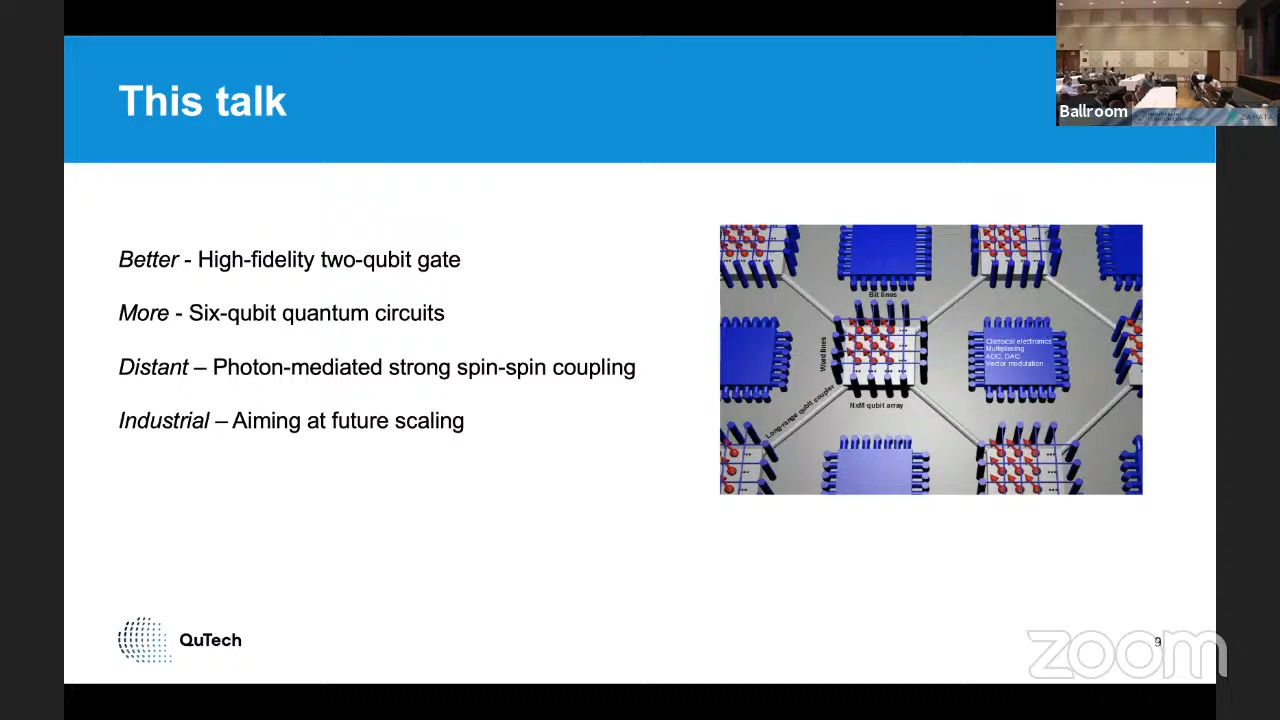 This talk
Ballroom
ZAPATA
Better - High-fidelity two-qubit gate
More - Six-qubit quantum circuits
Distant – Photon-mediated strong spin-spin coupling
Industrial – Aiming at future scaling
Bit lines
Word lines
Classical electronics
Multiplexing
ADC, DAC
Vector modulation
NxM qubit array
Long-range qubit coupler
QuTech
zoom
9